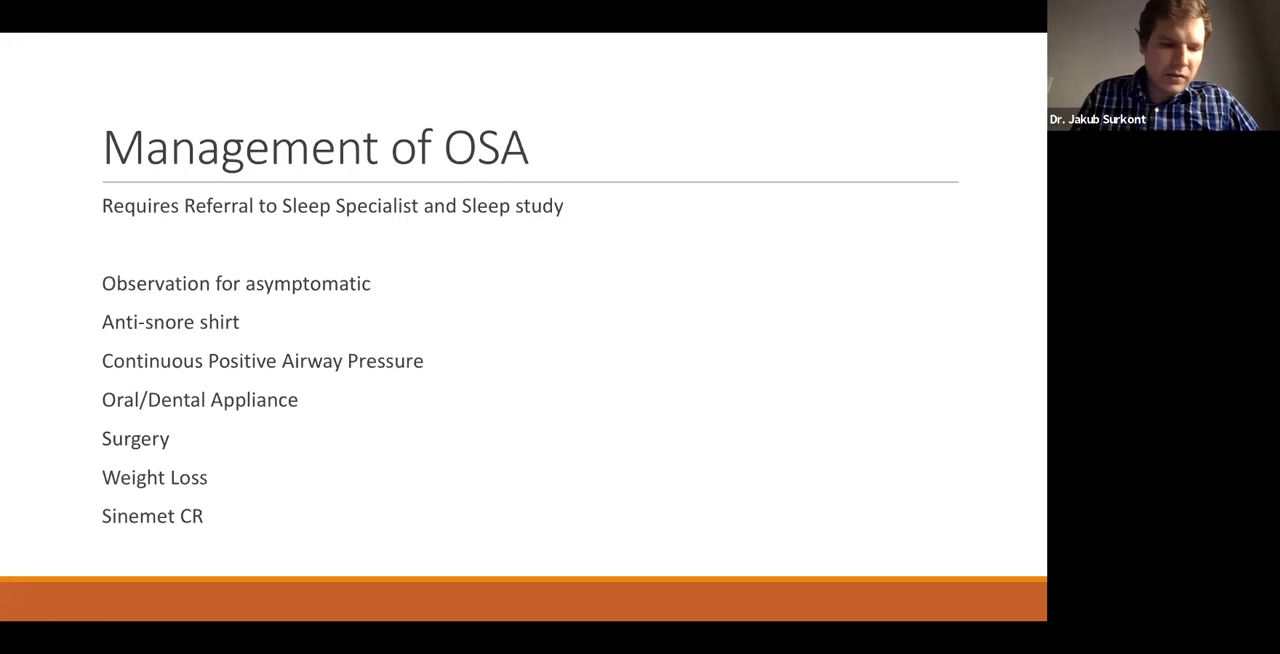 Management of OSA
Requires Referral to Sleep Specialist and Sleep study
Observation for asymptomatic
Anti-snore shirt
Continuous Positive Airway Pressure
Oral/Dental Appliance
Surgery
Weight Loss
Sinemet CR
Dr. Jakub Surkont